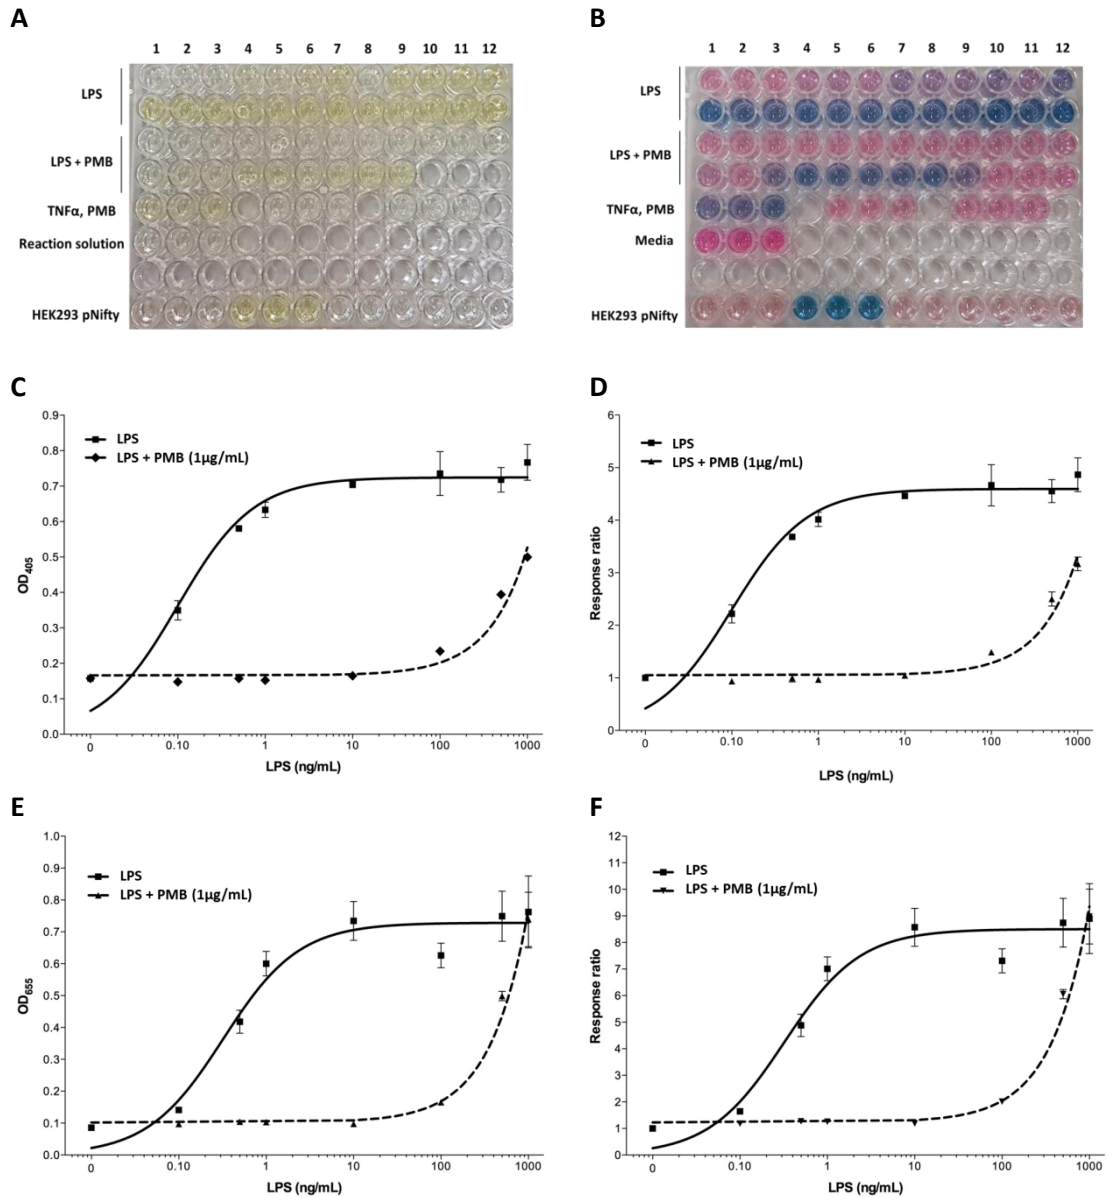 A
1 2 3 4 5 6 7 8 9 10 11 12
LPS
LPS + PMB
TNFα, PMB
Reaction solution
HEK293 pNifty
B
1 2 3 4 5 6 7 8 9 10 11 12
LPS
LPS + PMB
TNFα, PMB
Media
HEK293 pNifty
C
LPS
LPS + PMB (1µg/mL)
OD405
0.9
0.8
0.7
0.6
0.5
0.4
0.3
0.2
0.1
0.0
0 0.10 1 10 100 1000
LPS (ng/mL)
D
LPS
LPS + PMB (1µg/mL)
Response ratio
6
5
4
3
2
1
0
0 0.10 1 10 100 1000
LPS (ng/mL)
E
LPS
LPS + PMB (1µg/mL)
OD655
1.0
0.9
0.8
0.7
0.6
0.5
0.4
0.3
0.2
0.1
0.0
0 0.10 1 10 100 1000
LPS (ng/mL)
F
LPS
LPS + PMB (1µg/mL)
Response ratio
12
11
10
9
8
7
6
5
4
3
2
1
0
0 0.10 1 10 100 1000
LPS (ng/mL)